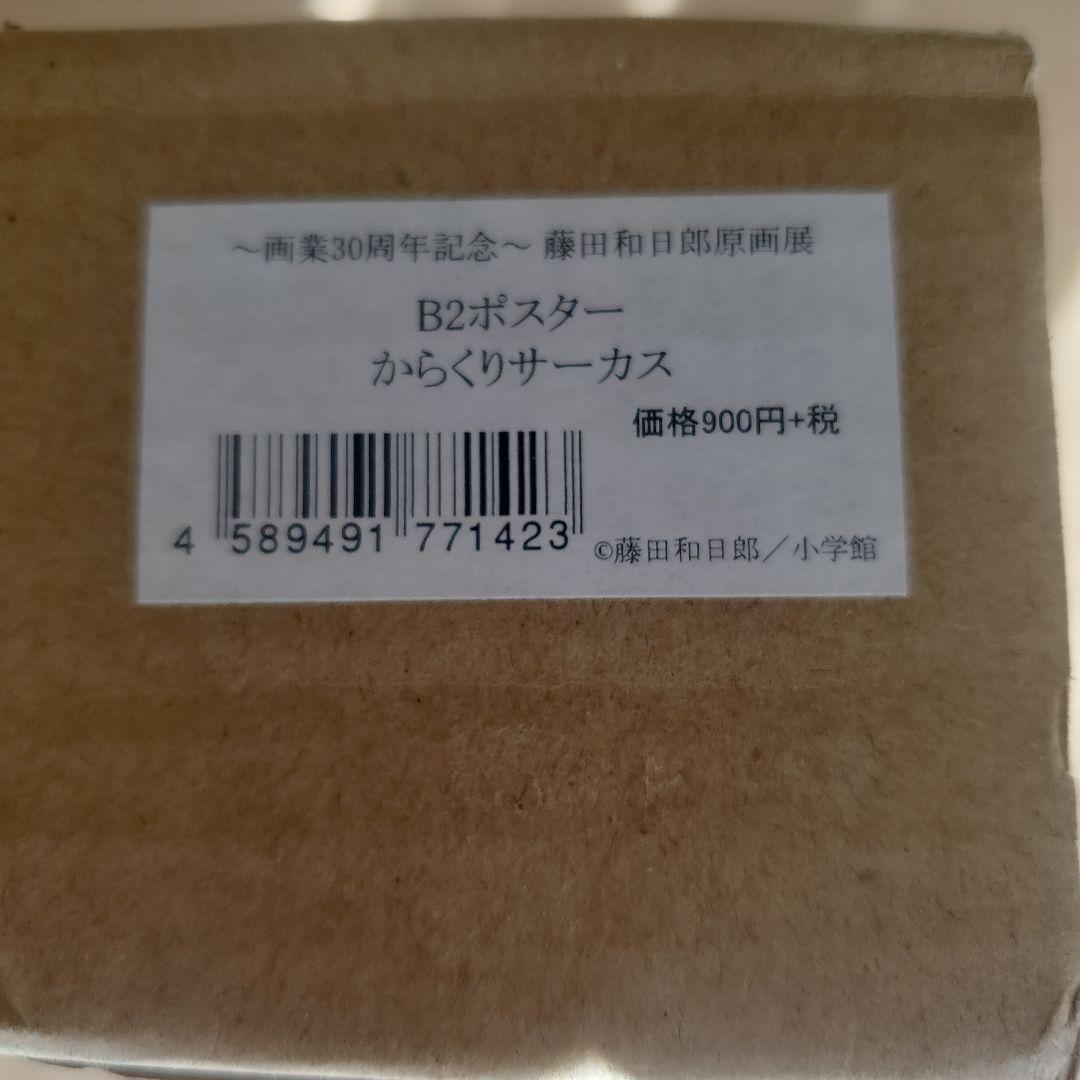 ～画業30周年記念～ 藤田和日郎原画展
B2ポスター
からくりサーカス
価格900円+税
4 589491 771423
©藤田和日郎／小学館